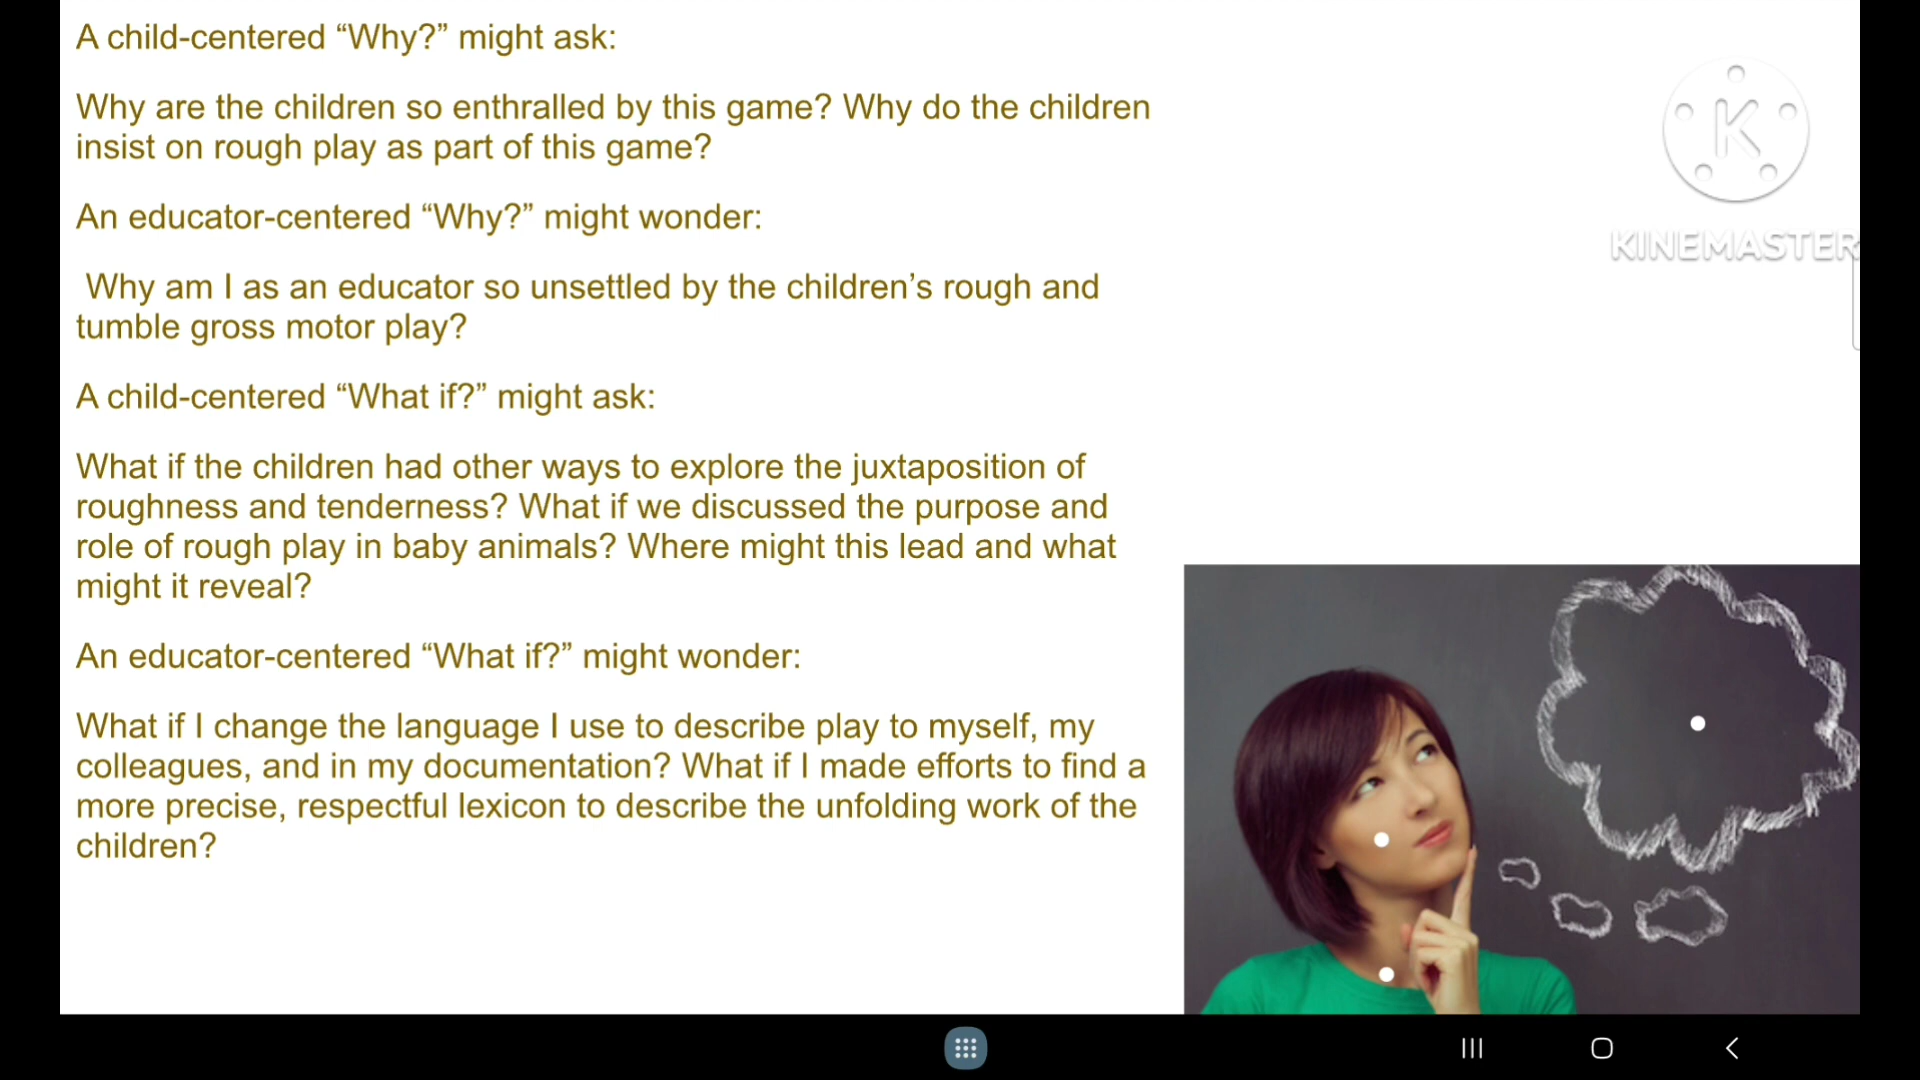 A child-centered “Why?” might ask:
Why are the children so enthralled by this game? Why do the children
insist on rough play as part of this game?
An educator-centered “Why?” might wonder:
Why am I as an educator so unsettled by the children’s rough and
tumble gross motor play?
A child-centered “What if?” might ask:
What if the children had other ways to explore the juxtaposition of
roughness and tenderness? What if we discussed the purpose and
role of rough play in baby animals? Where might this lead and what
might it reveal?
An educator-centered “What if?” might wonder:
What if I change the language I use to describe play to myself, my
colleagues, and in my documentation? What if I made efforts to find a
more precise, respectful lexicon to describe the unfolding work of the
children?
K
KINEMASTER